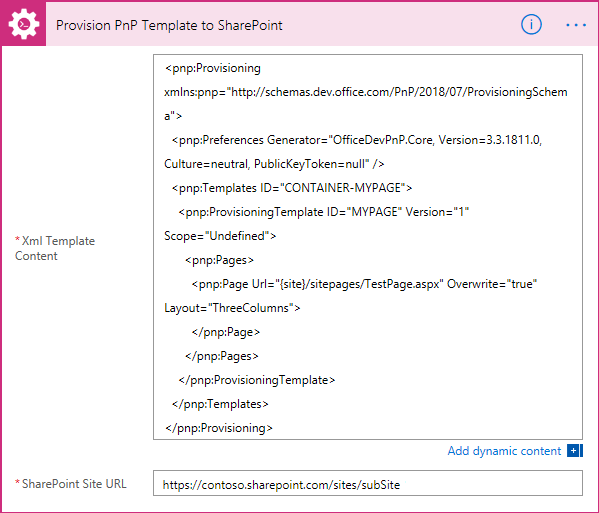 Provision PnP Template to SharePoint
<pnp:Provisioning
xmlns:pnp="http://schemas.dev.office.com/PnP/2018/07/ProvisioningSchem
a">
<pnp:Preferences Generator="OfficeDevPnP.Core, Version=3.3.1811.0,
Culture=neutral, PublicKeyToken=null" />
<pnp:Templates ID="CONTAINER-MYPAGE">
<pnp:ProvisioningTemplate ID="MYPAGE" Version="1"
Scope="Undefined">
<pnp:Pages>
<pnp:Page Url="{site}/sitepages/TestPage.aspx" Overwrite="true"
Layout="ThreeColumns">
</pnp:Page>
</pnp:Pages>
</pnp:ProvisioningTemplate>
</pnp:Templates>
</pnp:Provisioning>
*Xml Template
Content
Add dynamic content
*SharePoint Site URL
https://contoso.sharepoint.com/sites/subSite